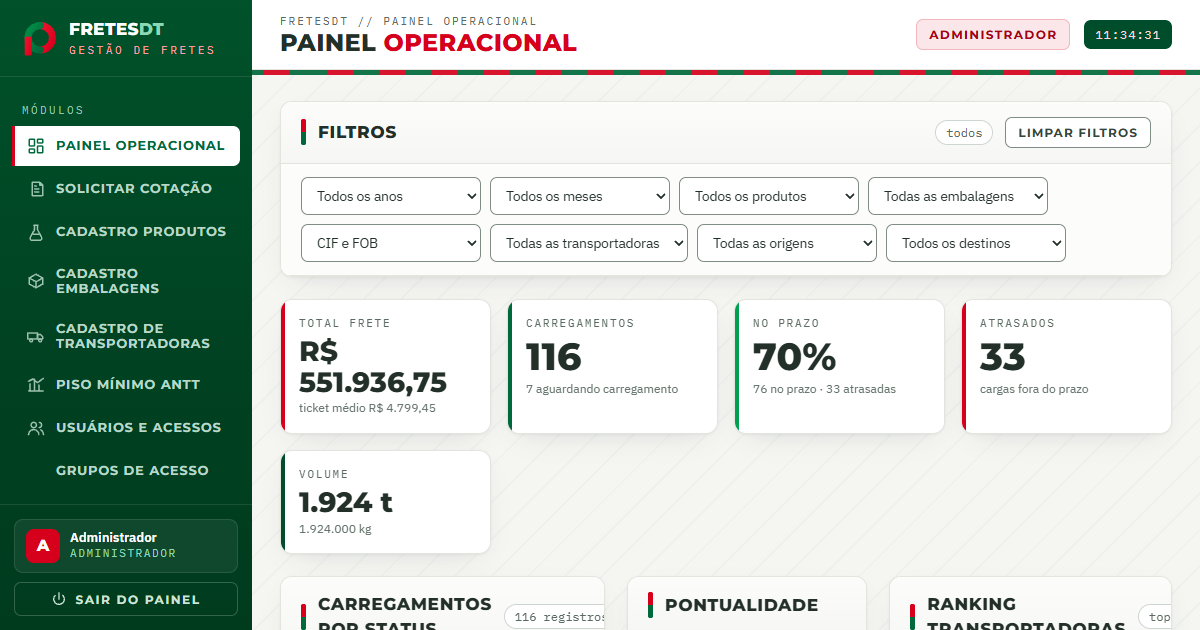 FRETESDT
GESTÃO DE FRETES
MÓDULOS
PAINEL OPERACIONAL
SOLICITAR COTAÇÃO
CADASTRO PRODUTOS
CADASTRO
EMBALAGENS
CADASTRO DE
TRANSPORTADORAS
PISO MÍNIMO ANTT
USUÁRIOS E ACESSOS
GRUPOS DE ACESSO
A
Administrador
ADMINISTRADOR
SAIR DO PAINEL
FRETESDT // PAINEL OPERACIONAL
PAINEL OPERACIONAL
ADMINISTRADOR
11:34:31
FILTROS
todos
LIMPAR FILTROS
Todos os anos
Todos os meses
Todos os produtos
Todas as embalagens
CIF e FOB
Todas as transportadoras
Todas as origens
Todos os destinos
TOTAL FRETE
R$
551.936,75
ticket médio R$ 4.799,45
CARREGAMENTOS
116
7 aguardando carregamento
NO PRAZO
70%
76 no prazo · 33 atrasadas
ATRASADOS
33
cargas fora do prazo
VOLUME
1.924 t
1.924.000 kg
CARREGAMENTOS
POR STATUS
116 registros
PONTUALIDADE
RANKING
TRANSPORTADORAS
top